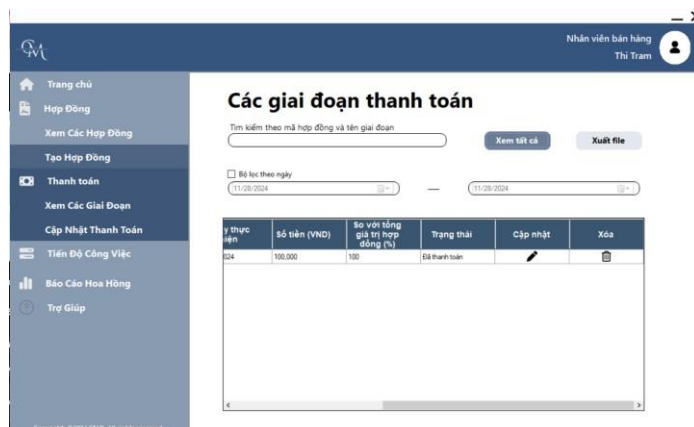 CM
Nhân viên bán hàng
Thi Tram
Trang chủ
Hợp Đồng
Xem Các Hợp Đồng
Tạo Hợp Đồng
Thanh toán
Xem Các Giai Đoạn
Cập Nhật Thanh Toán
Tiến Độ Công Việc
Báo Cáo Hoa Hồng
Trợ Giúp
Các giai đoạn thanh toán
Tìm kiếm theo mã hợp đồng và tên giai đoạn
Xem tất cả
Xuất file
Bộ lọc theo ngày
11/28/2024
—
11/28/2024
y thực
iện
Số tiền (VND)
So với tổng
giá trị hợp
đồng (%)
Trạng thái
Cập nhật
Xóa
024
100,000
100
Đã thanh toán